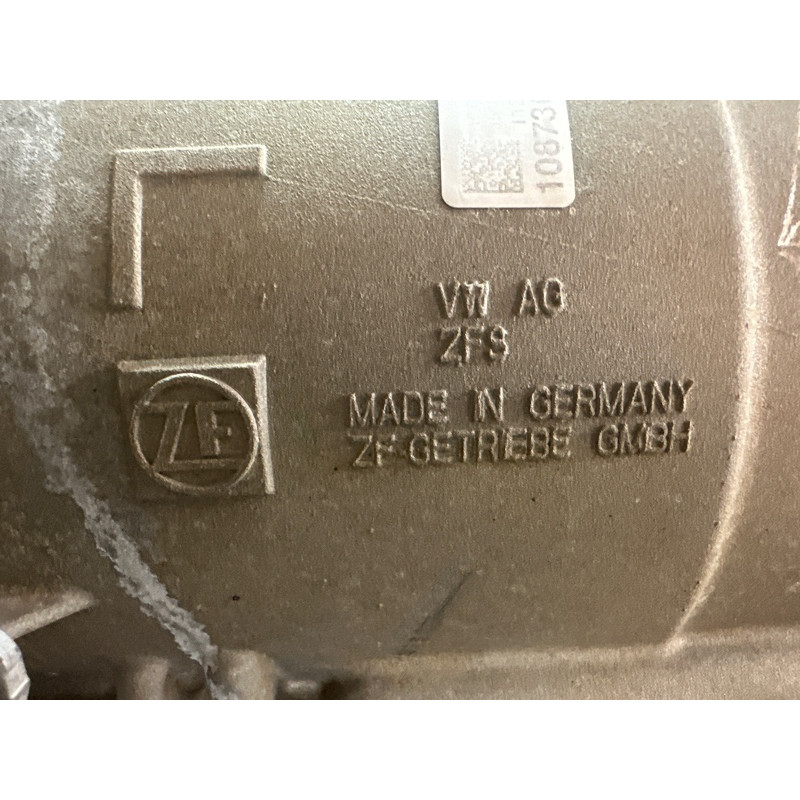 VW AG
ZFS
ZF
MADE IN GERMANY
ZF-GETRIEBE GMBH